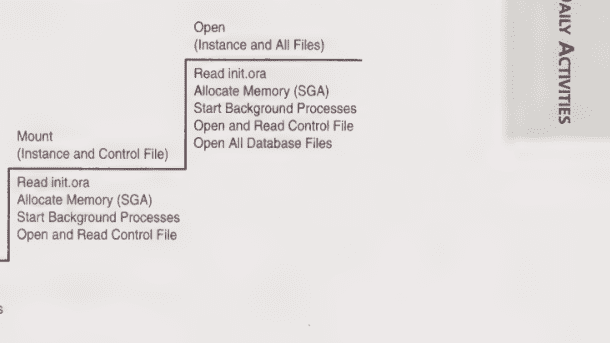 Open
(Instance and All Files)
Read init.ora
Allocate Memory (SGA)
Start Background Processes
Open and Read Control File
Open All Database Files
Mount
(Instance and Control File)
Read init.ora
Allocate Memory (SGA)
Start Background Processes
Open and Read Control File
s
DAILY ACTIVITIES